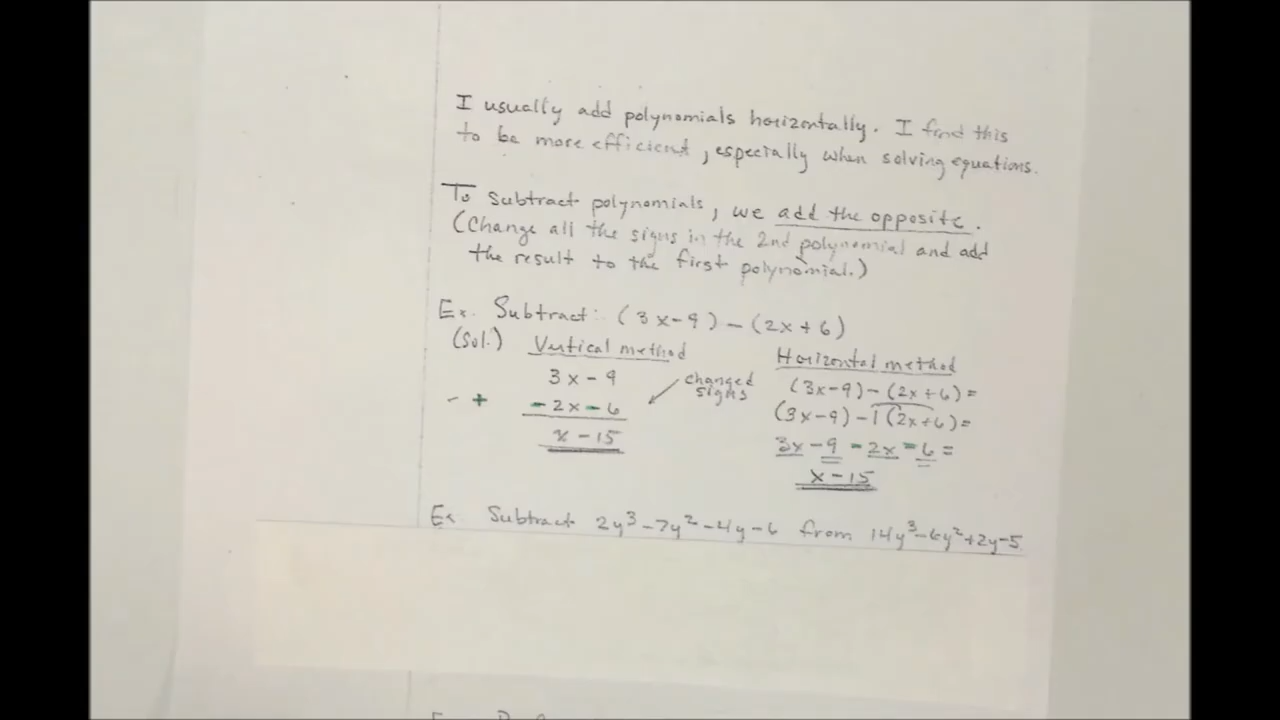 I usually add polynomials horizontally. I find this
to be more efficient, especially when solving equations.
To subtract polynomials, we add the opposite.
(Change all the signs in the 2nd polynomial and add
the result to the first polynomial.)
Ex. Subtract: (3x-9) - (2x+6)
(Sol.) Vertical method
3x - 9
- + - 2x - 6
x - 15
changed
signs
Horizontal method
(3x-9) - (2x+6) =
(3x-9) - 1(2x+6) =
3x - 9 - 2x - 6 =
x - 15
Ex Subtract 2y³ - 7y² - 4y - 6 from 14y³ - 6y² + 2y - 5